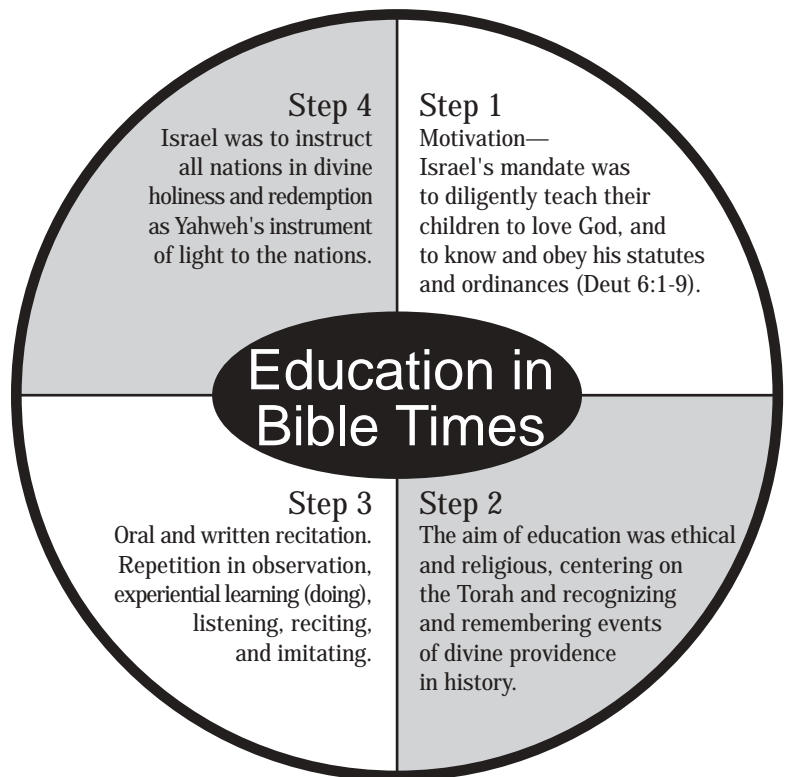 Education in
Bible Times
Step 1
Motivation—
Israel's mandate was
to diligently teach their
children to love God, and
to know and obey his statutes
and ordinances (Deut 6:1-9).
Step 2
The aim of education was ethical
and religious, centering on
the Torah and recognizing
and remembering events
of divine providence
in history.
Step 3
Oral and written recitation.
Repetition in observation,
experiential learning (doing),
listening, reciting,
and imitating.
Step 4
Israel was to instruct
all nations in divine
holiness and redemption
as Yahweh's instrument
of light to the nations.